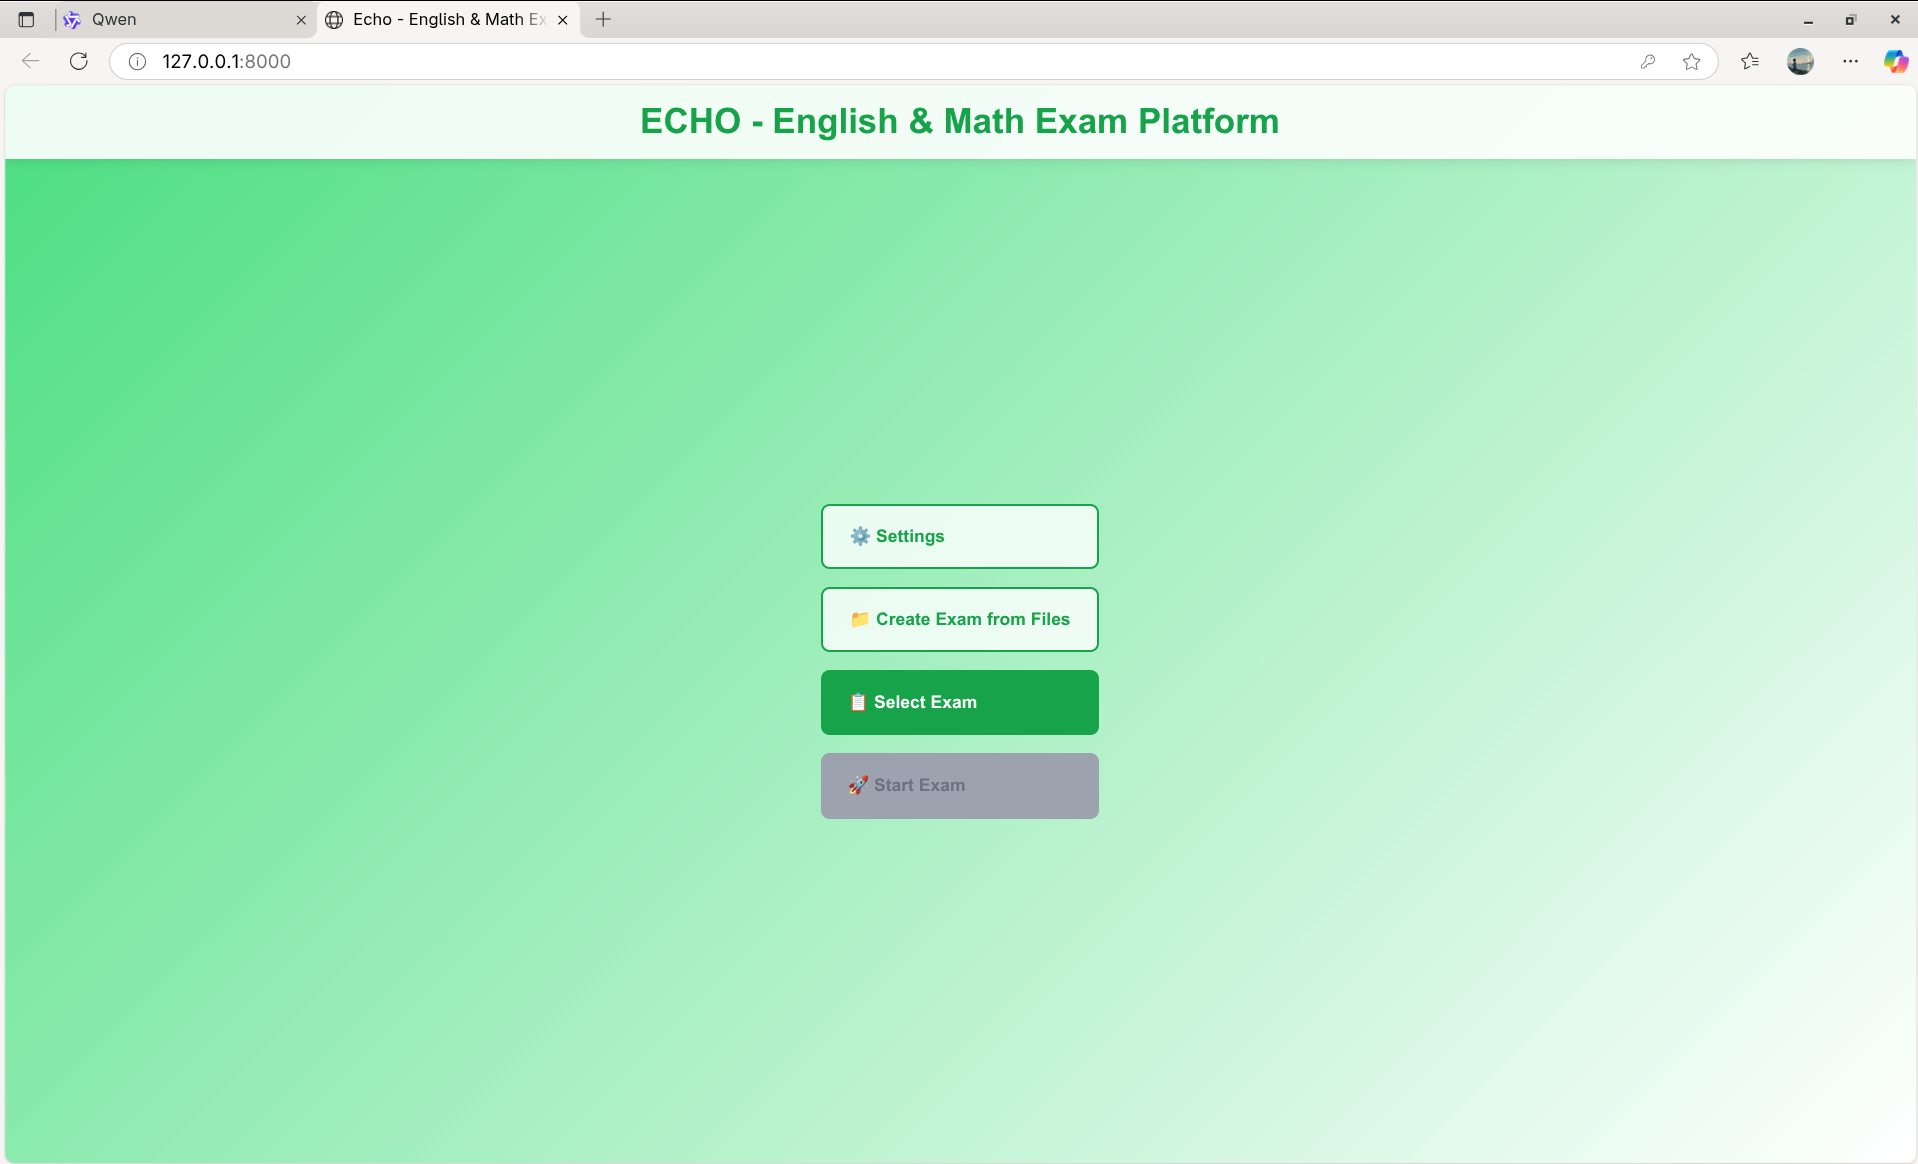 Qwen
Echo - English & Math Ex
127.0.0.1:8000
ECHO - English & Math Exam Platform
Settings
Create Exam from Files
Select Exam
Start Exam